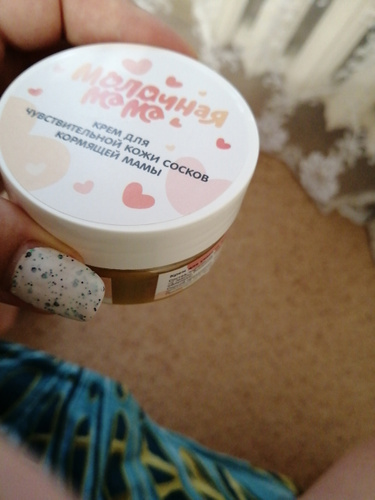 Молочная
мама
КРЕМ ДЛЯ
ЧУВСТВИТЕЛЬНОЙ КОЖИ СОСКОВ
КОРМЯЩЕЙ МАМЫ